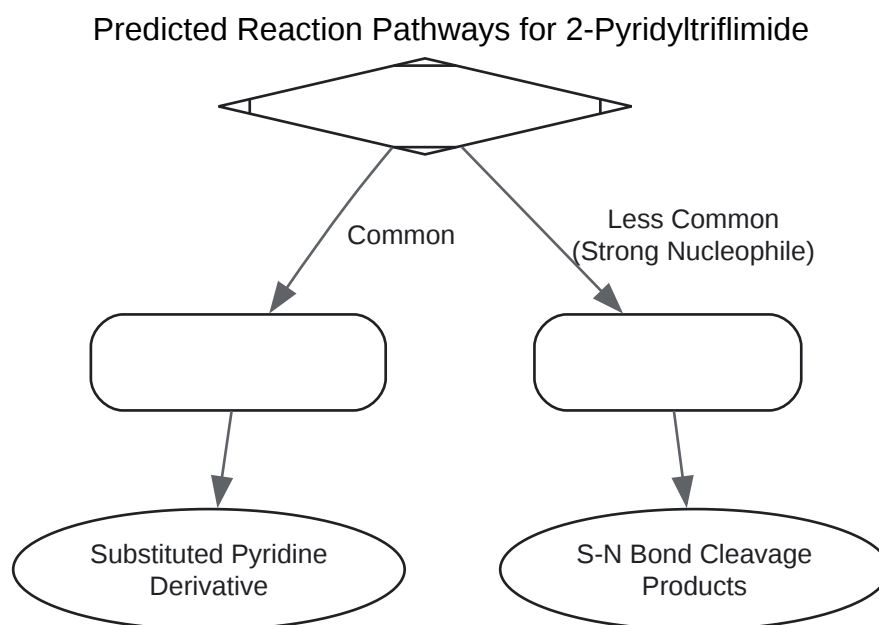 Predicted Reaction Pathways for 2-Pyridyltriflimide
Common
Less Common
(Strong Nucleophile)
Substituted Pyridine
Derivative
S-N Bond Cleavage
Products